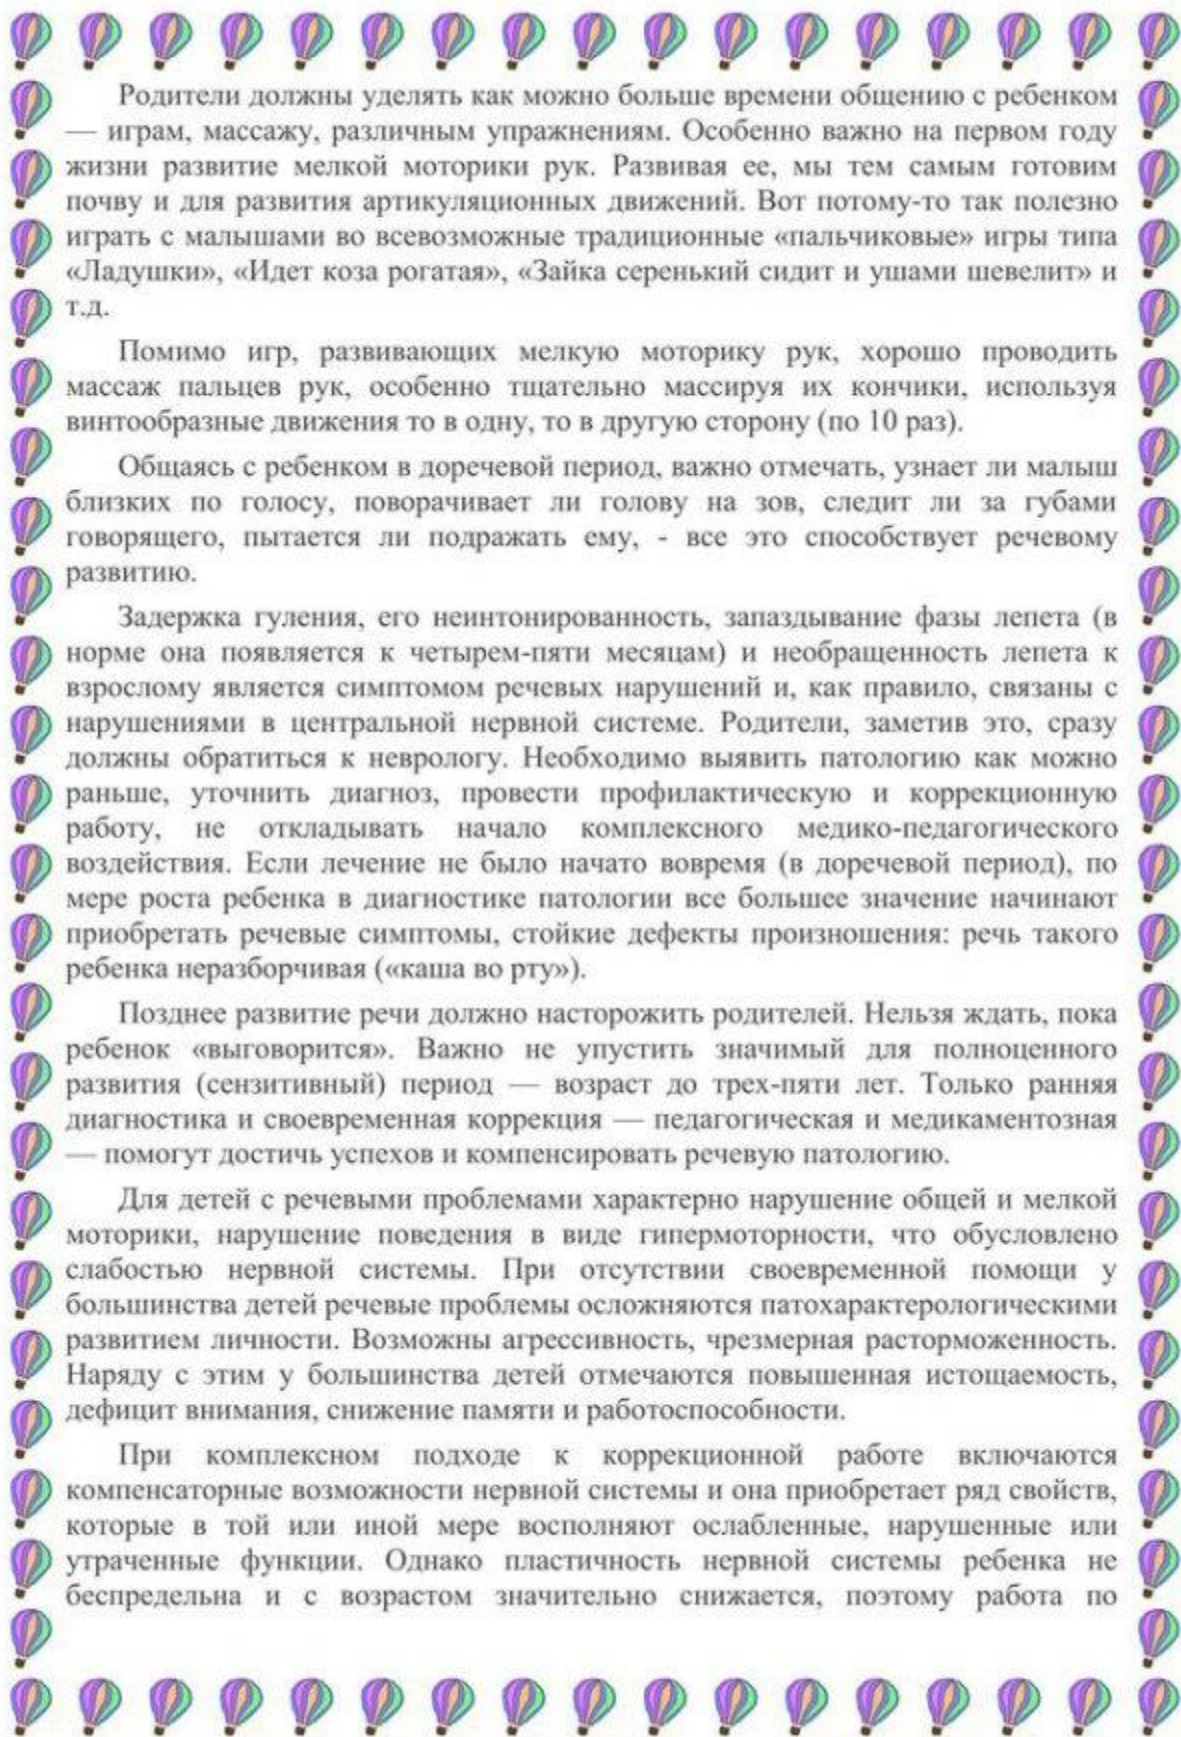 Родители должны уделять как можно больше времени общению с ребенком
— играм, массажу, различным упражнениям. Особенно важно на первом году
жизни развитие мелкой моторики рук. Развивая ее, мы тем самым готовим
почву и для развития артикуляционных движений. Вот потому-то так полезно
играть с малышами во всевозможные традиционные «пальчиковые» игры типа
«Ладушки», «Идет коза рогатая», «Зайка серенький сидит и ушами шевелит» и
т.д.
Помимо игр, развивающих мелкую моторику рук, хорошо проводить
массаж пальцев рук, особенно тщательно массируя их кончики, используя
винтообразные движения то в одну, то в другую сторону (по 10 раз).
Общаясь с ребенком в доречевой период, важно отмечать, узнает ли малыш
близких по голосу, поворачивает ли голову на зов, следит ли за губами
говорящего, пытается ли подражать ему, - все это способствует речевому
развитию.
Задержка гуления, его неинтонированность, запаздывание фазы лепета (в
норме она появляется к четырем-пяти месяцам) и необращенность лепета к
взрослому является симптомом речевых нарушений и, как правило, связаны с
нарушениями в центральной нервной системе. Родители, заметив это, сразу
должны обратиться к неврологу. Необходимо выявить патологию как можно
раньше, уточнить диагноз, провести профилактическую и коррекционную
работу, не откладывать начало комплексного медико-педагогического
воздействия. Если лечение не было начато вовремя (в доречевой период), по
мере роста ребенка в диагностике патологии все большее значение начинают
приобретать речевые симптомы, стойкие дефекты произношения: речь такого
ребенка неразборчивая («каша во рту»).
Позднее развитие речи должно насторожить родителей. Нельзя ждать, пока
ребенок «выговорится». Важно не упустить значимый для полноценного
развития (сензитивный) период — возраст до трех-пяти лет. Только ранняя
диагностика и своевременная коррекция — педагогическая и медикаментозная
— помогут достичь успехов и компенсировать речевую патологию.
Для детей с речевыми проблемами характерно нарушение общей и мелкой
моторики, нарушение поведения в виде гипермоторности, что обусловлено
слабостью нервной системы. При отсутствии своевременной помощи у
большинства детей речевые проблемы осложняются патохарактерологическими
развитием личности. Возможны агрессивность, чрезмерная расторможенность.
Наряду с этим у большинства детей отмечаются повышенная истощаемость,
дефицит внимания, снижение памяти и работоспособности.
При комплексном подходе к коррекционной работе включаются
компенсаторные возможности нервной системы и она приобретает ряд свойств,
которые в той или иной мере восполняют ослабленные, нарушенные или
утраченные функции. Однако пластичность нервной системы ребенка не
беспредельна и с возрастом значительно снижается, поэтому работа по